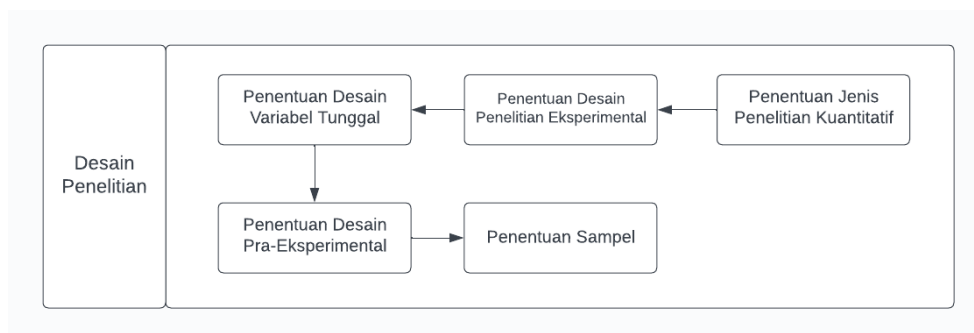 Desain
Penelitian
Penentuan Desain
Variabel Tunggal
Penentuan Desain
Penelitian Eksperimental
Penentuan Jenis
Penelitian Kuantitatif
Penentuan Desain
Pra-Eksperimental
Penentuan Sampel